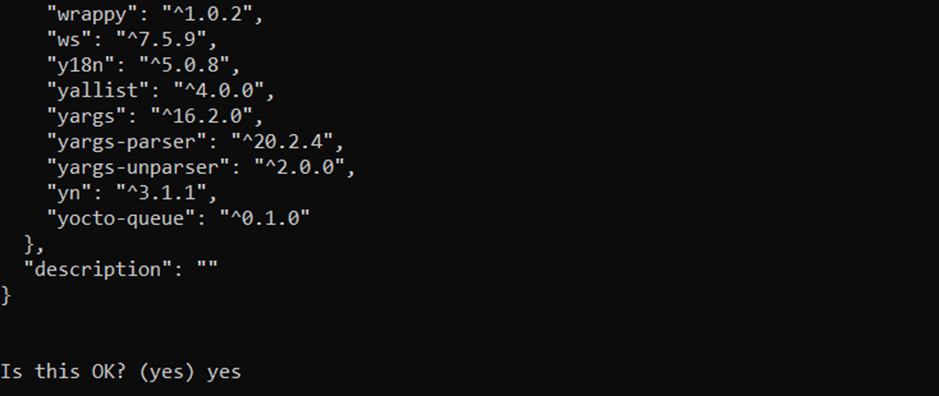 "wrappy": "^1.0.2",
"ws": "^7.5.9",
"y18n": "^5.0.8",
"yallist": "^4.0.0",
"yargs": "^16.2.0",
"yargs-parser": "^20.2.4",
"yargs-unparser": "^2.0.0",
"yn": "^3.1.1",
"yocto-queue": "^0.1.0"
},
"description": ""
}
Is this OK? (yes) yes